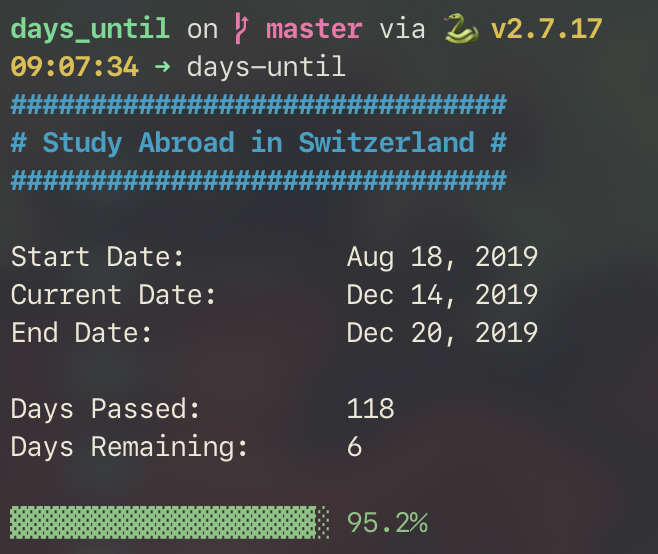 days_until on master via 🐍 v2.7.17
09:07:34 → days-until
###############################
# Study Abroad in Switzerland #
###############################
Start Date: Aug 18, 2019
Current Date: Dec 14, 2019
End Date: Dec 20, 2019
Days Passed: 118
Days Remaining: 6
95.2%